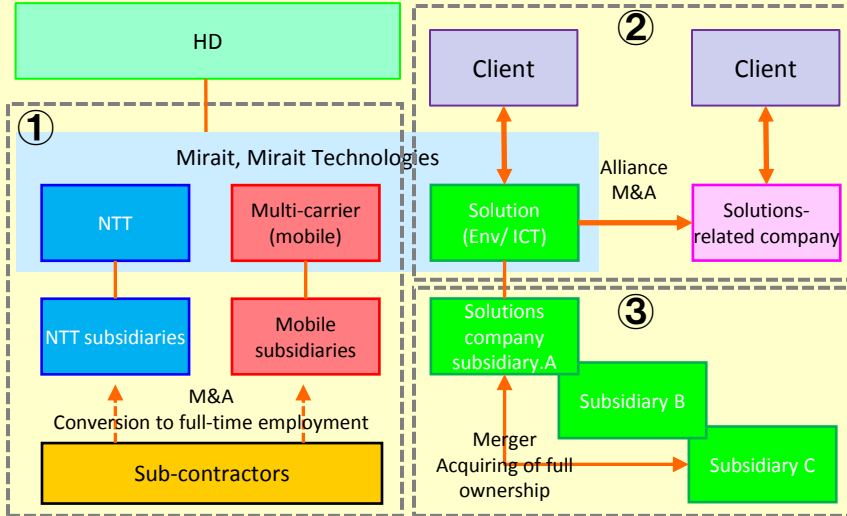 HD
①
Mirait, Mirait Technologies
NTT
Multi-carrier
(mobile)
NTT subsidiaries
Mobile
subsidiaries
M&A
Conversion to full-time employment
Sub-contractors
②
Client
Client
Solution
(Env/ ICT)
Alliance
M&A
Solutions-
related company
③
Solutions
company
subsidiary.A
Subsidiary B
Subsidiary C
Merger
Acquiring of full
ownership